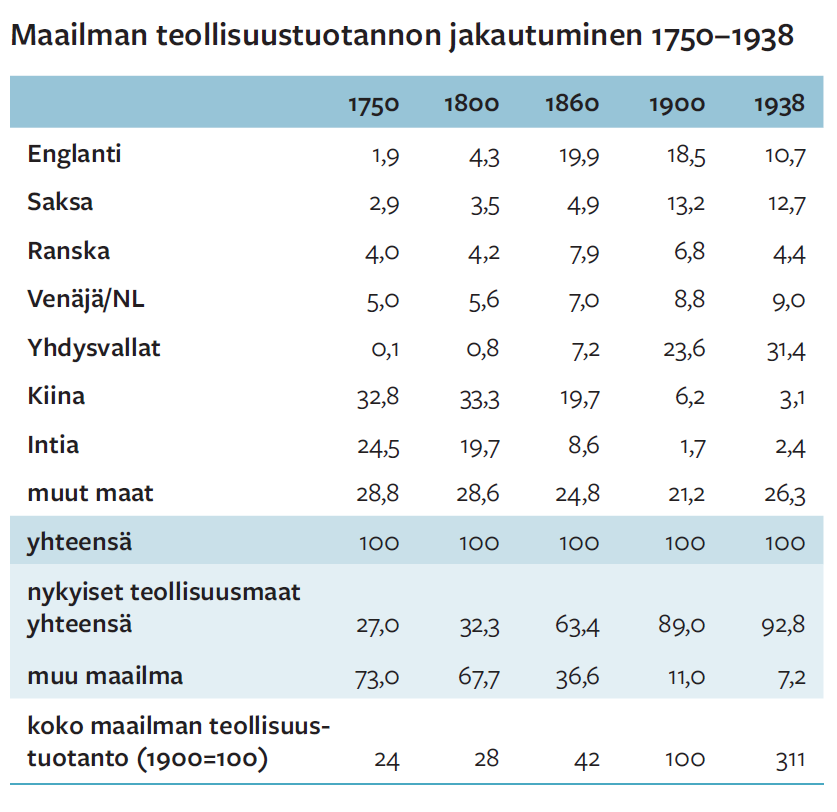 Maailman teollisuustuotannon jakautuminen 1750–1938
1750 1800 1860 1900 1938
Englanti 1,9 4,3 19,9 18,5 10,7
Saksa 2,9 3,5 4,9 13,2 12,7
Ranska 4,0 4,2 7,9 6,8 4,4
Venäjä/NL 5,0 5,6 7,0 8,8 9,0
Yhdysvallat 0,1 0,8 7,2 23,6 31,4
Kiina 32,8 33,3 19,7 6,2 3,1
Intia 24,5 19,7 8,6 1,7 2,4
muut maat 28,8 28,6 24,8 21,2 26,3
yhteensä 100 100 100 100 100
nykyiset teollisuusmaat
yhteensä 27,0 32,3 63,4 89,0 92,8
muu maailma 73,0 67,7 36,6 11,0 7,2
koko maailman teollisuus-
tuotanto (1900=100) 24 28 42 100 311